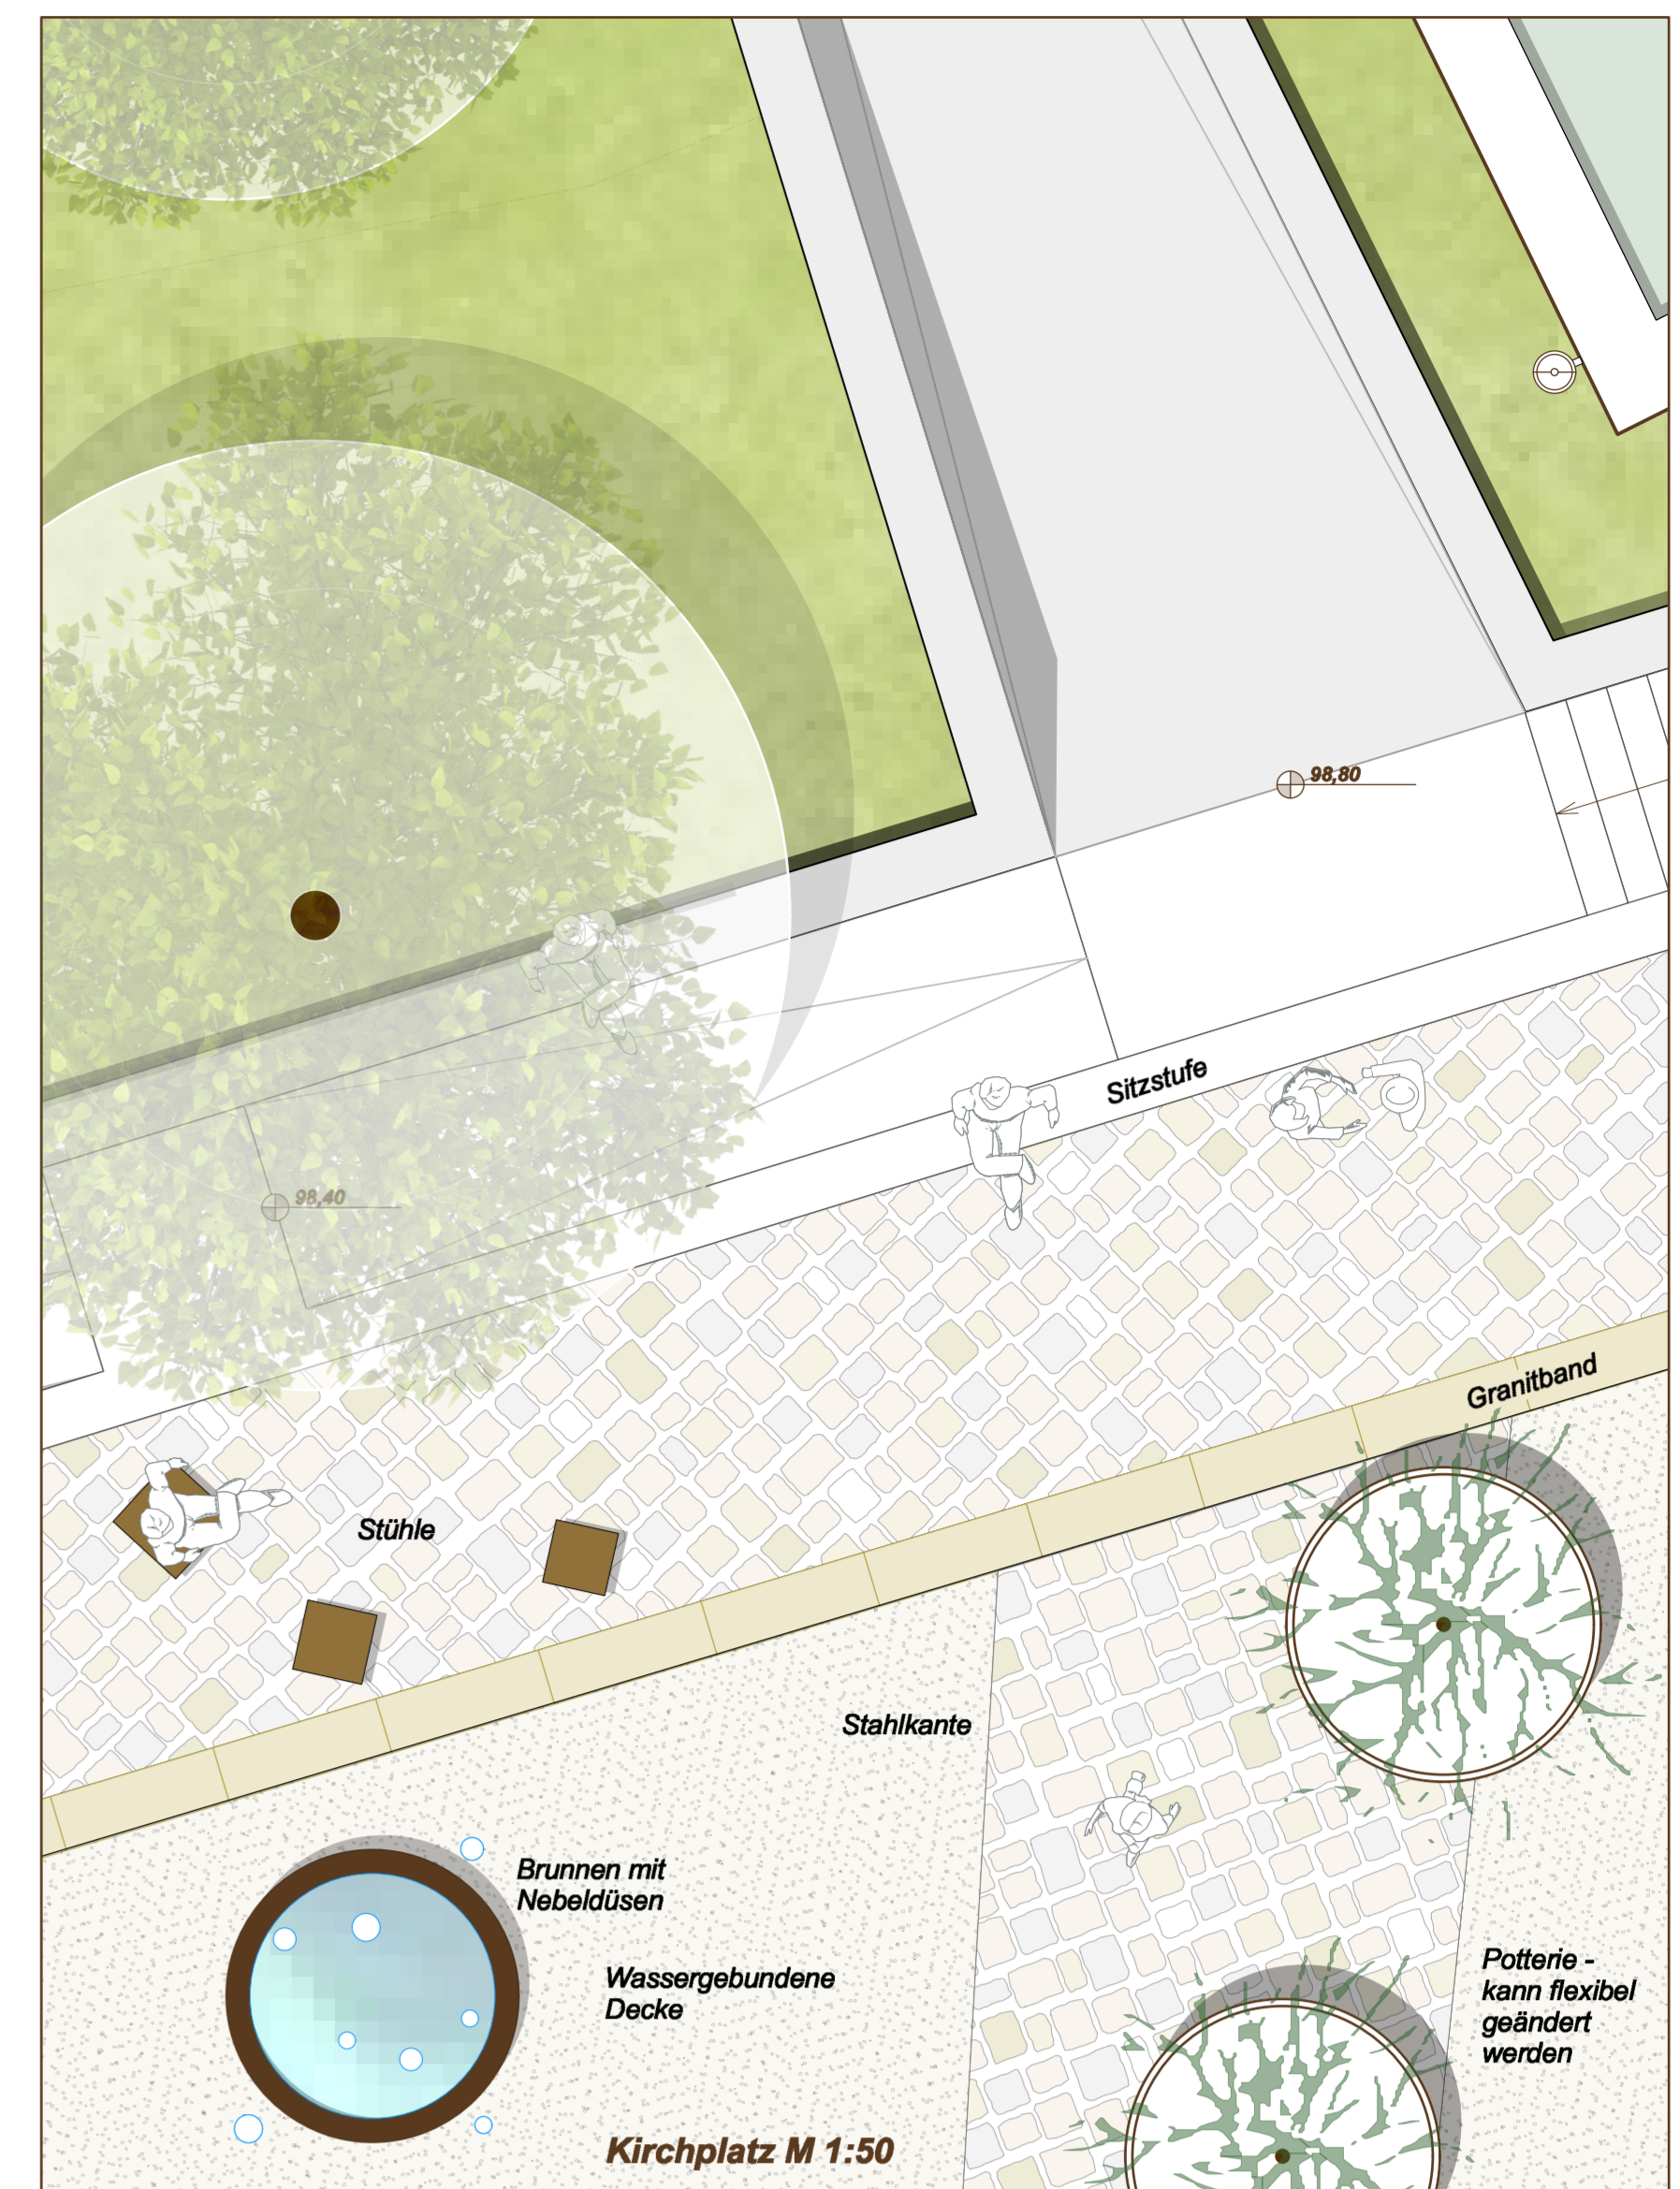 98,80
Sitzstufe
98,40
Granitband
Stühle
Stahlkante
Brunnen mit
Nebeldüsen
Wassergebundene
Decke
Potterie -
kann flexibel
geändert
werden
Kirchplatz M 1:50